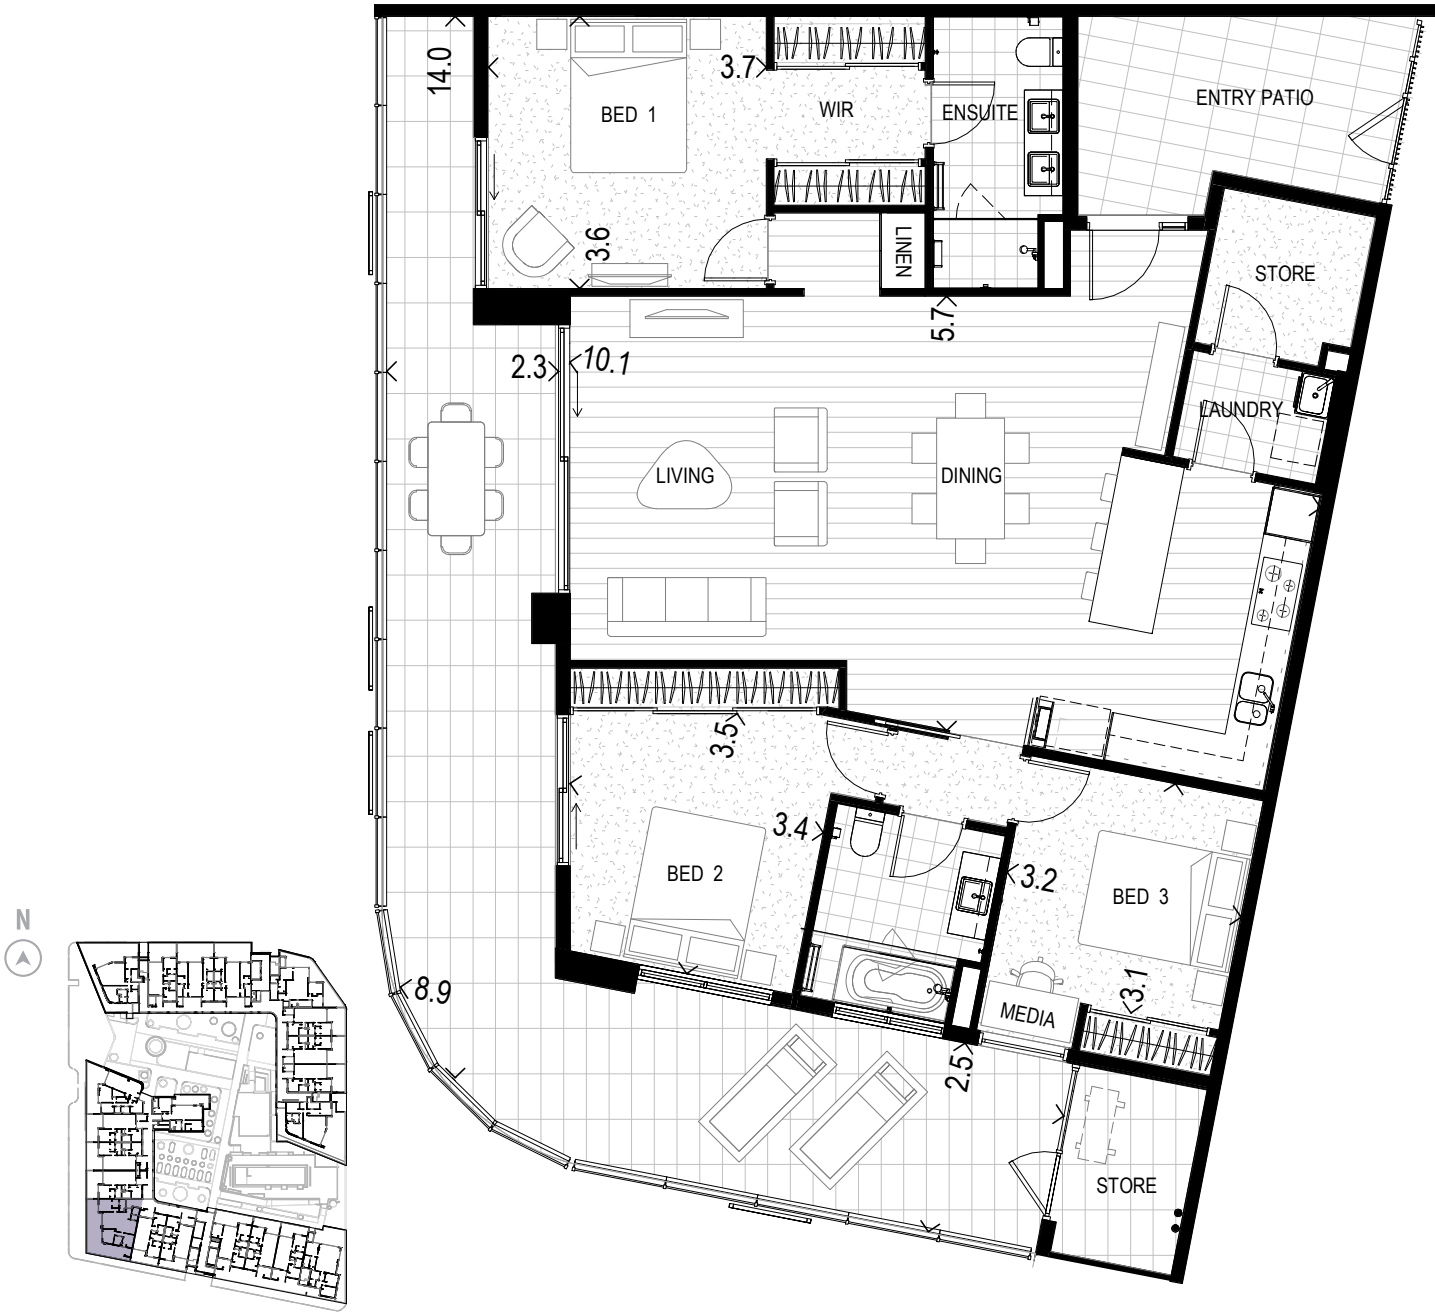 14.0
3.7
BED 1
WIR
ENSUITE
ENTRY PATIO
3.6
LINEN
STORE
5.7
2.3
10.1
LAUNDRY
LIVING
DINING
3.5
3.4
BED 2
3.2
BED 3
N
8.9
3.1
MEDIA
2.5
STORE